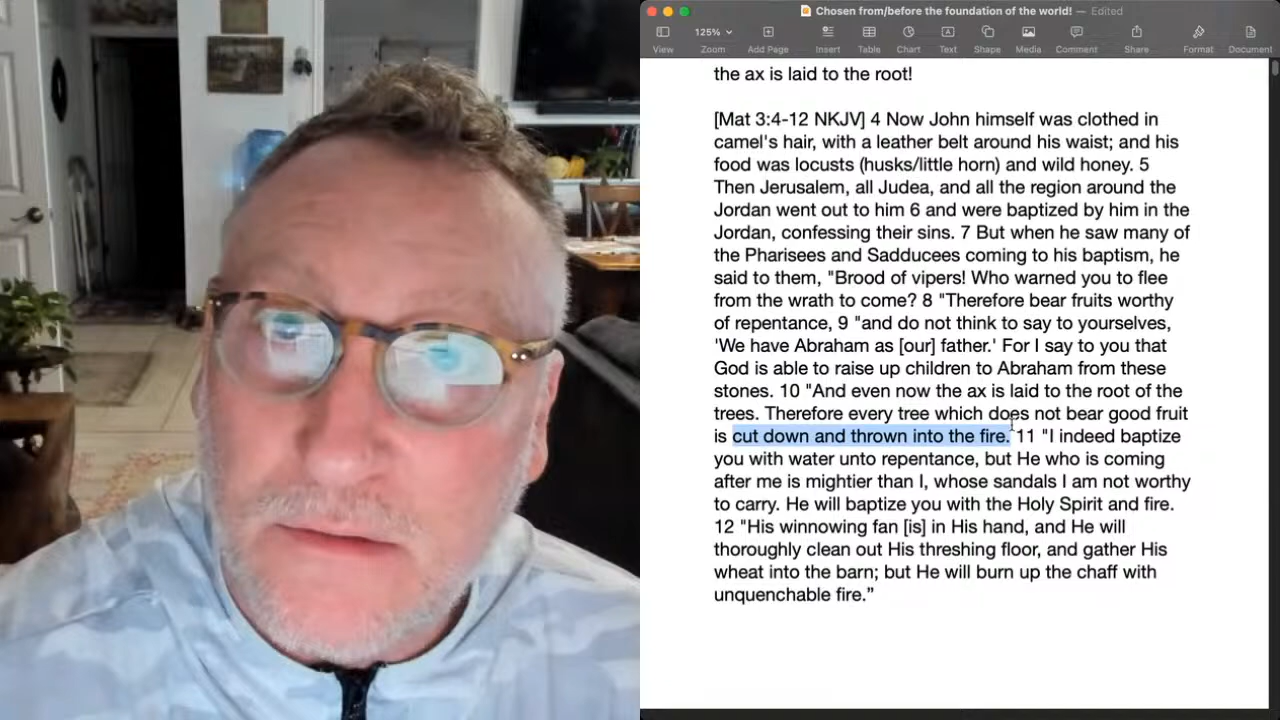 Chosen from/before the foundation of the world! — Edited
125%
View Zoom Add Page Insert Table Chart Text Shape Media Comment Share Format Document
the ax is laid to the root!
[Mat 3:4-12 NKJV] 4 Now John himself was clothed in
camel's hair, with a leather belt around his waist; and his
food was locusts (husks/little horn) and wild honey. 5
Then Jerusalem, all Judea, and all the region around the
Jordan went out to him 6 and were baptized by him in the
Jordan, confessing their sins. 7 But when he saw many of
the Pharisees and Sadducees coming to his baptism, he
said to them, "Brood of vipers! Who warned you to flee
from the wrath to come? 8 "Therefore bear fruits worthy
of repentance, 9 "and do not think to say to yourselves,
'We have Abraham as [our] father.' For I say to you that
God is able to raise up children to Abraham from these
stones. 10 "And even now the ax is laid to the root of the
trees. Therefore every tree which does not bear good fruit
is cut down and thrown into the fire. 11 "I indeed baptize
you with water unto repentance, but He who is coming
after me is mightier than I, whose sandals I am not worthy
to carry. He will baptize you with the Holy Spirit and fire.
12 "His winnowing fan [is] in His hand, and He will
thoroughly clean out His threshing floor, and gather His
wheat into the barn; but He will burn up the chaff with
unquenchable fire.”